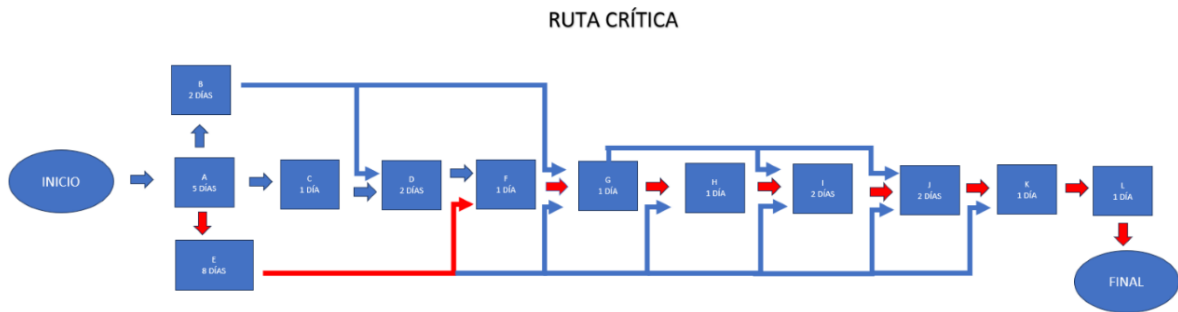 RUTA CRÍTICA
B
2 DÍAS
INICIO
A
5 DÍAS
C
1 DÍA
D
2 DÍAS
F
1 DÍA
G
1 DÍA
H
1 DÍA
I
2 DÍAS
J
2 DÍAS
K
1 DÍA
L
1 DÍA
E
8 DÍAS
FINAL